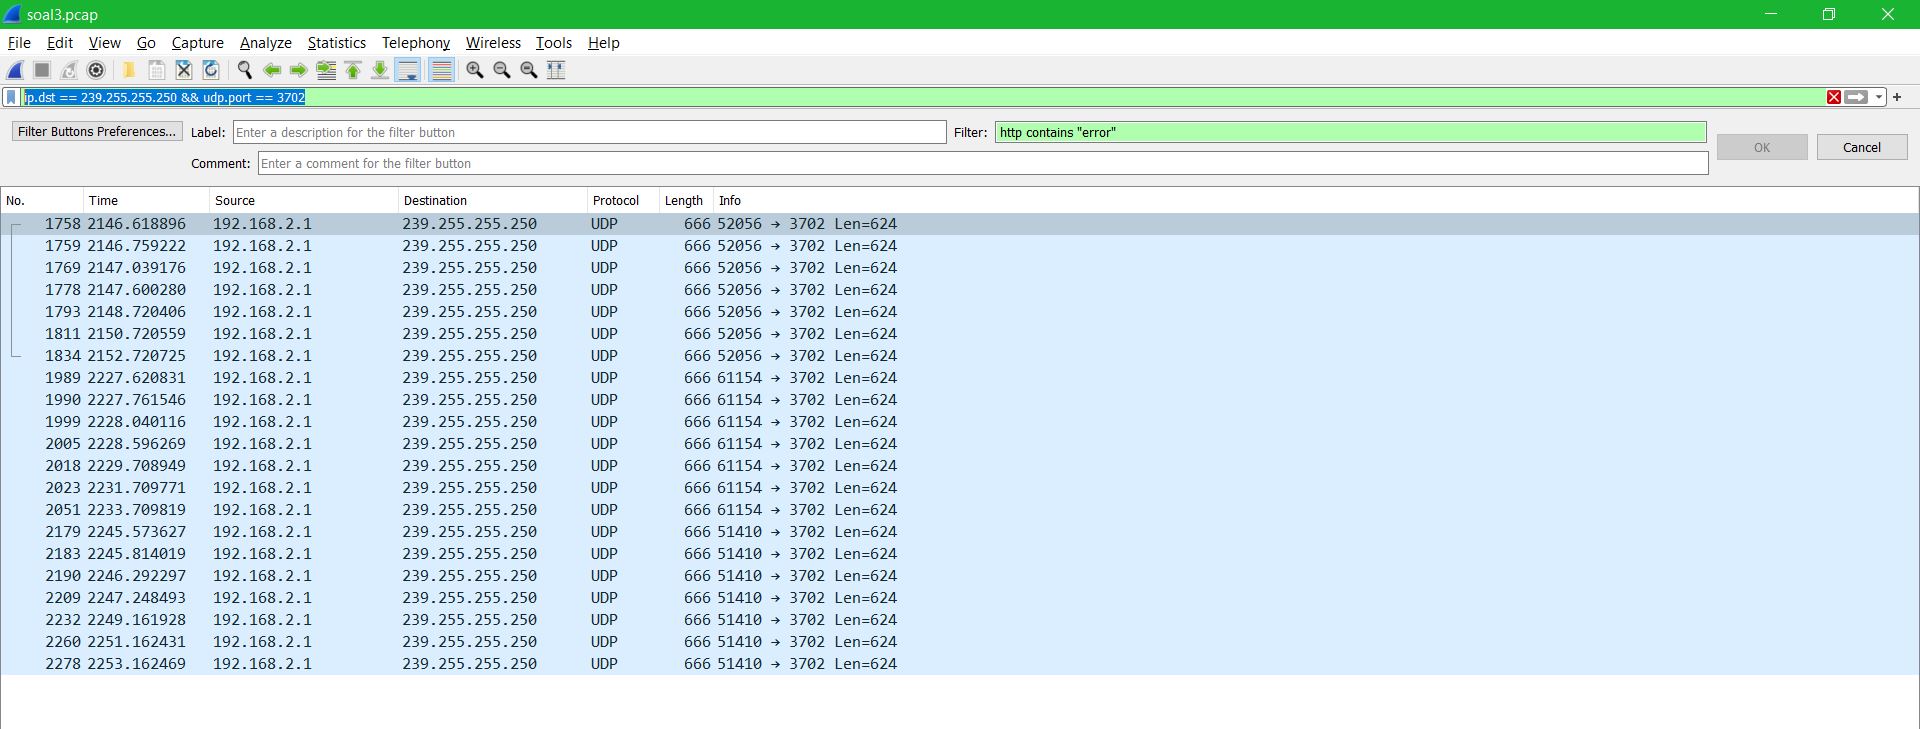 soal3.pcap
File Edit View Go Capture Analyze Statistics Telephony Wireless Tools Help
ip.dst == 239.255.255.250 && udp.port == 3702
Filter Buttons Preferences... Label: Enter a description for the filter button Filter: http contains "error" OK Cancel
Comment: Enter a comment for the filter button
No. Time Source Destination Protocol Length Info
1758 2146.618896 192.168.2.1 239.255.255.250 UDP 666 52056 → 3702 Len=624
1759 2146.759222 192.168.2.1 239.255.255.250 UDP 666 52056 → 3702 Len=624
1769 2147.039176 192.168.2.1 239.255.255.250 UDP 666 52056 → 3702 Len=624
1778 2147.600280 192.168.2.1 239.255.255.250 UDP 666 52056 → 3702 Len=624
1793 2148.720406 192.168.2.1 239.255.255.250 UDP 666 52056 → 3702 Len=624
1811 2150.720559 192.168.2.1 239.255.255.250 UDP 666 52056 → 3702 Len=624
1834 2152.720725 192.168.2.1 239.255.255.250 UDP 666 52056 → 3702 Len=624
1989 2227.620831 192.168.2.1 239.255.255.250 UDP 666 61154 → 3702 Len=624
1990 2227.761546 192.168.2.1 239.255.255.250 UDP 666 61154 → 3702 Len=624
1999 2228.040116 192.168.2.1 239.255.255.250 UDP 666 61154 → 3702 Len=624
2005 2228.596269 192.168.2.1 239.255.255.250 UDP 666 61154 → 3702 Len=624
2018 2229.708949 192.168.2.1 239.255.255.250 UDP 666 61154 → 3702 Len=624
2023 2231.709771 192.168.2.1 239.255.255.250 UDP 666 61154 → 3702 Len=624
2051 2233.709819 192.168.2.1 239.255.255.250 UDP 666 61154 → 3702 Len=624
2179 2245.573627 192.168.2.1 239.255.255.250 UDP 666 51410 → 3702 Len=624
2183 2245.814019 192.168.2.1 239.255.255.250 UDP 666 51410 → 3702 Len=624
2190 2246.292297 192.168.2.1 239.255.255.250 UDP 666 51410 → 3702 Len=624
2209 2247.248493 192.168.2.1 239.255.255.250 UDP 666 51410 → 3702 Len=624
2232 2249.161928 192.168.2.1 239.255.255.250 UDP 666 51410 → 3702 Len=624
2260 2251.162431 192.168.2.1 239.255.255.250 UDP 666 51410 → 3702 Len=624
2278 2253.162469 192.168.2.1 239.255.255.250 UDP 666 51410 → 3702 Len=624